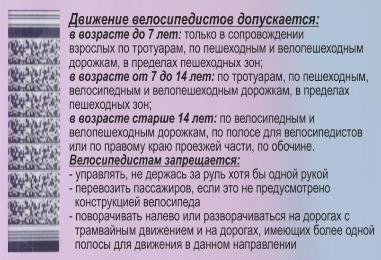 Движение велосипедистов допускается:
в возрасте до 7 лет: только в сопровождении
взрослых по тротуарам, по пешеходным и велопешеходным
дорожкам, в пределах пешеходных зон;
в возрасте от 7 до 14 лет: по тротуарам, по пешеходным,
велосипедным и велопешеходным дорожкам, в пределах
пешеходных зон;
в возрасте старше 14 лет: по велосипедным и
велопешеходным дорожкам, по полосе для велосипедистов
или по правому краю проезжей части, по обочине.
Велосипедистам запрещается:
- управлять, не держась за руль хотя бы одной рукой
- перевозить пассажиров, если это не предусмотрено
конструкцией велосипеда
- поворачивать налево или разворачиваться на дорогах с
трамвайным движением и на дорогах, имеющих более одной
полосы для движения в данном направлении